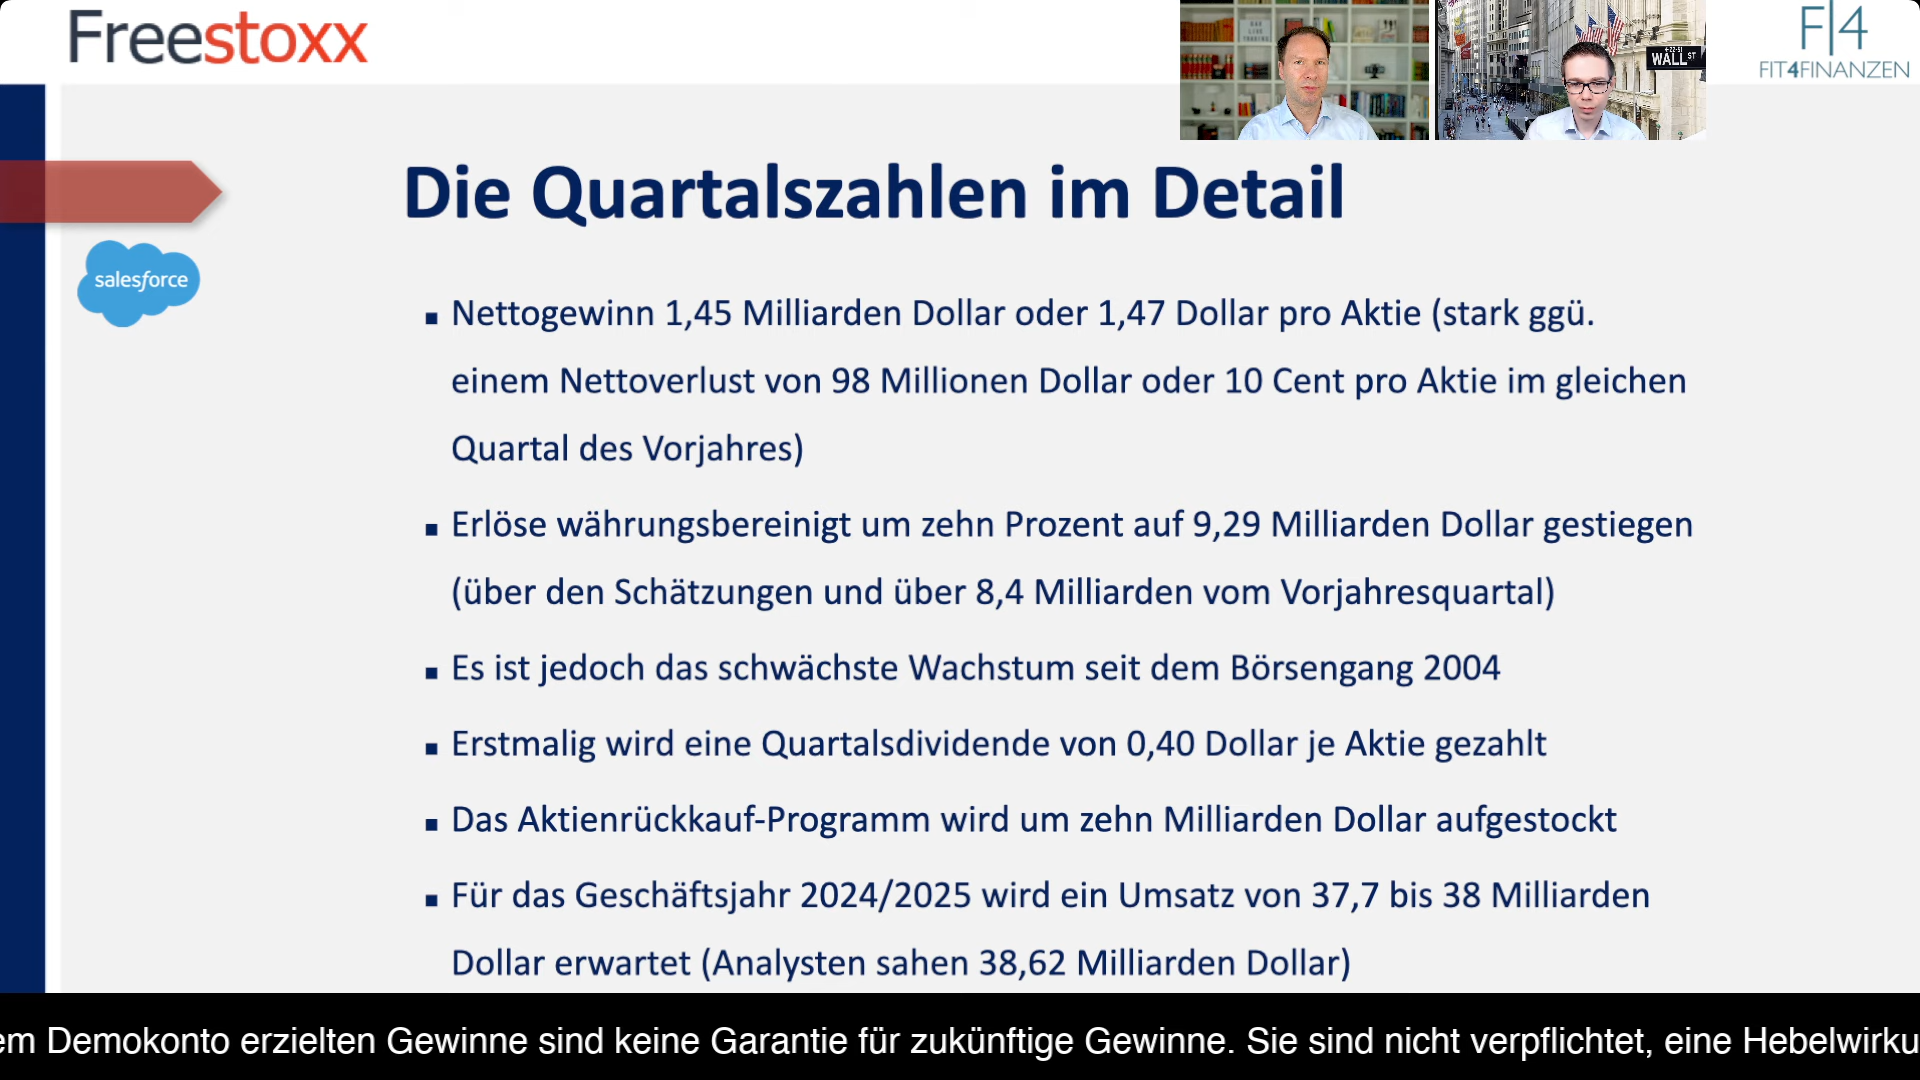 Freestoxx
WALL ST
F|4
FIT4FINANZEN
Die Quartalszahlen im Detail
salesforce
▪ Nettogewinn 1,45 Milliarden Dollar oder 1,47 Dollar pro Aktie (stark ggü.
einem Nettoverlust von 98 Millionen Dollar oder 10 Cent pro Aktie im gleichen
Quartal des Vorjahres)
▪ Erlöse währungsbereinigt um zehn Prozent auf 9,29 Milliarden Dollar gestiegen
(über den Schätzungen und über 8,4 Milliarden vom Vorjahresquartal)
▪ Es ist jedoch das schwächste Wachstum seit dem Börsengang 2004
▪ Erstmalig wird eine Quartalsdividende von 0,40 Dollar je Aktie gezahlt
▪ Das Aktienrückkauf-Programm wird um zehn Milliarden Dollar aufgestockt
▪ Für das Geschäftsjahr 2024/2025 wird ein Umsatz von 37,7 bis 38 Milliarden
Dollar erwartet (Analysten sahen 38,62 Milliarden Dollar)
em Demokonto erzielten Gewinne sind keine Garantie für zukünftige Gewinne. Sie sind nicht verpflichtet, eine Hebelwirku